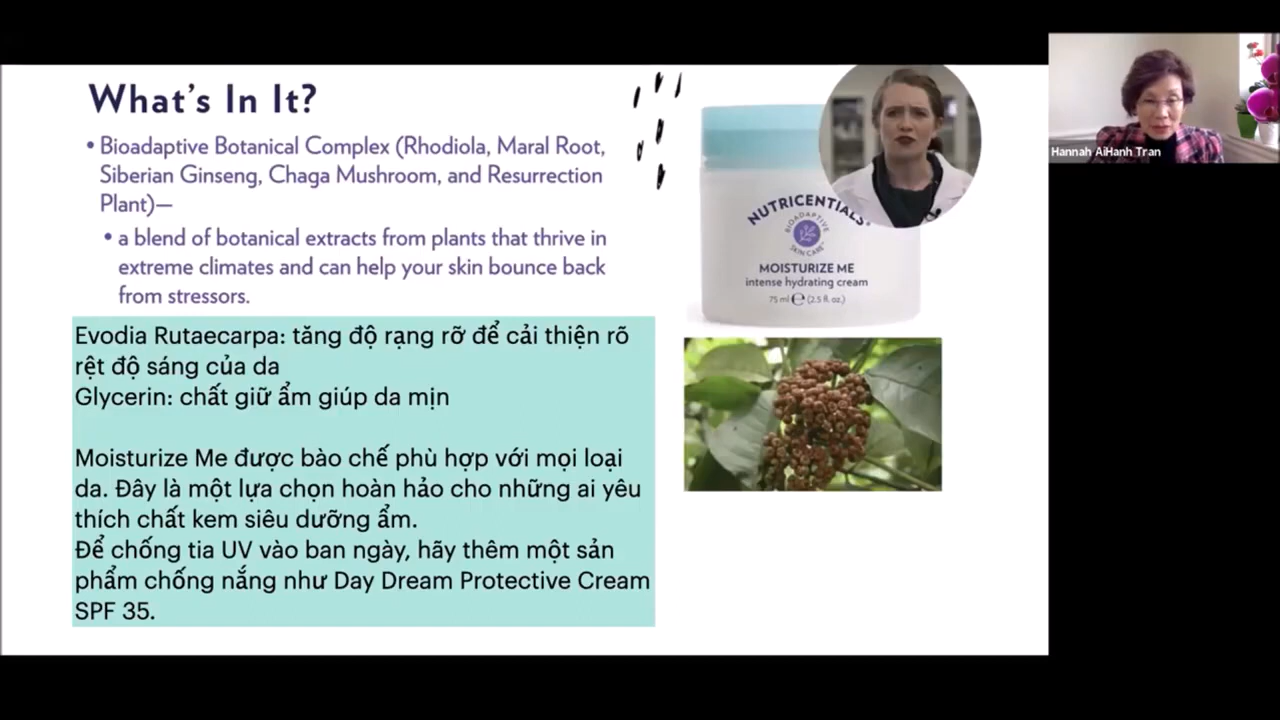 What's In It?
• Bioadaptive Botanical Complex (Rhodiola, Maral Root,
Siberian Ginseng, Chaga Mushroom, and Resurrection
Plant)—
• a blend of botanical extracts from plants that thrive in
extreme climates and can help your skin bounce back
from stressors.
Evodia Rutaecarpa: tăng độ rạng rỡ để cải thiện rõ
rệt độ sáng của da
Glycerin: chất giữ ẩm giúp da mịn
Moisturize Me được bào chế phù hợp với mọi loại
da. Đây là một lựa chọn hoàn hảo cho những ai yêu
thích chất kem siêu dưỡng ẩm.
Để chống tia UV vào ban ngày, hãy thêm một sản
phẩm chống nắng như Day Dream Protective Cream
SPF 35.
NUTRICENTIALS
BIOADAPTIVE
SKIN CARE™
MOISTURIZE ME
intense hydrating cream
75 ml e (2.5 fl. oz.)
Hannah AiHanh Tran